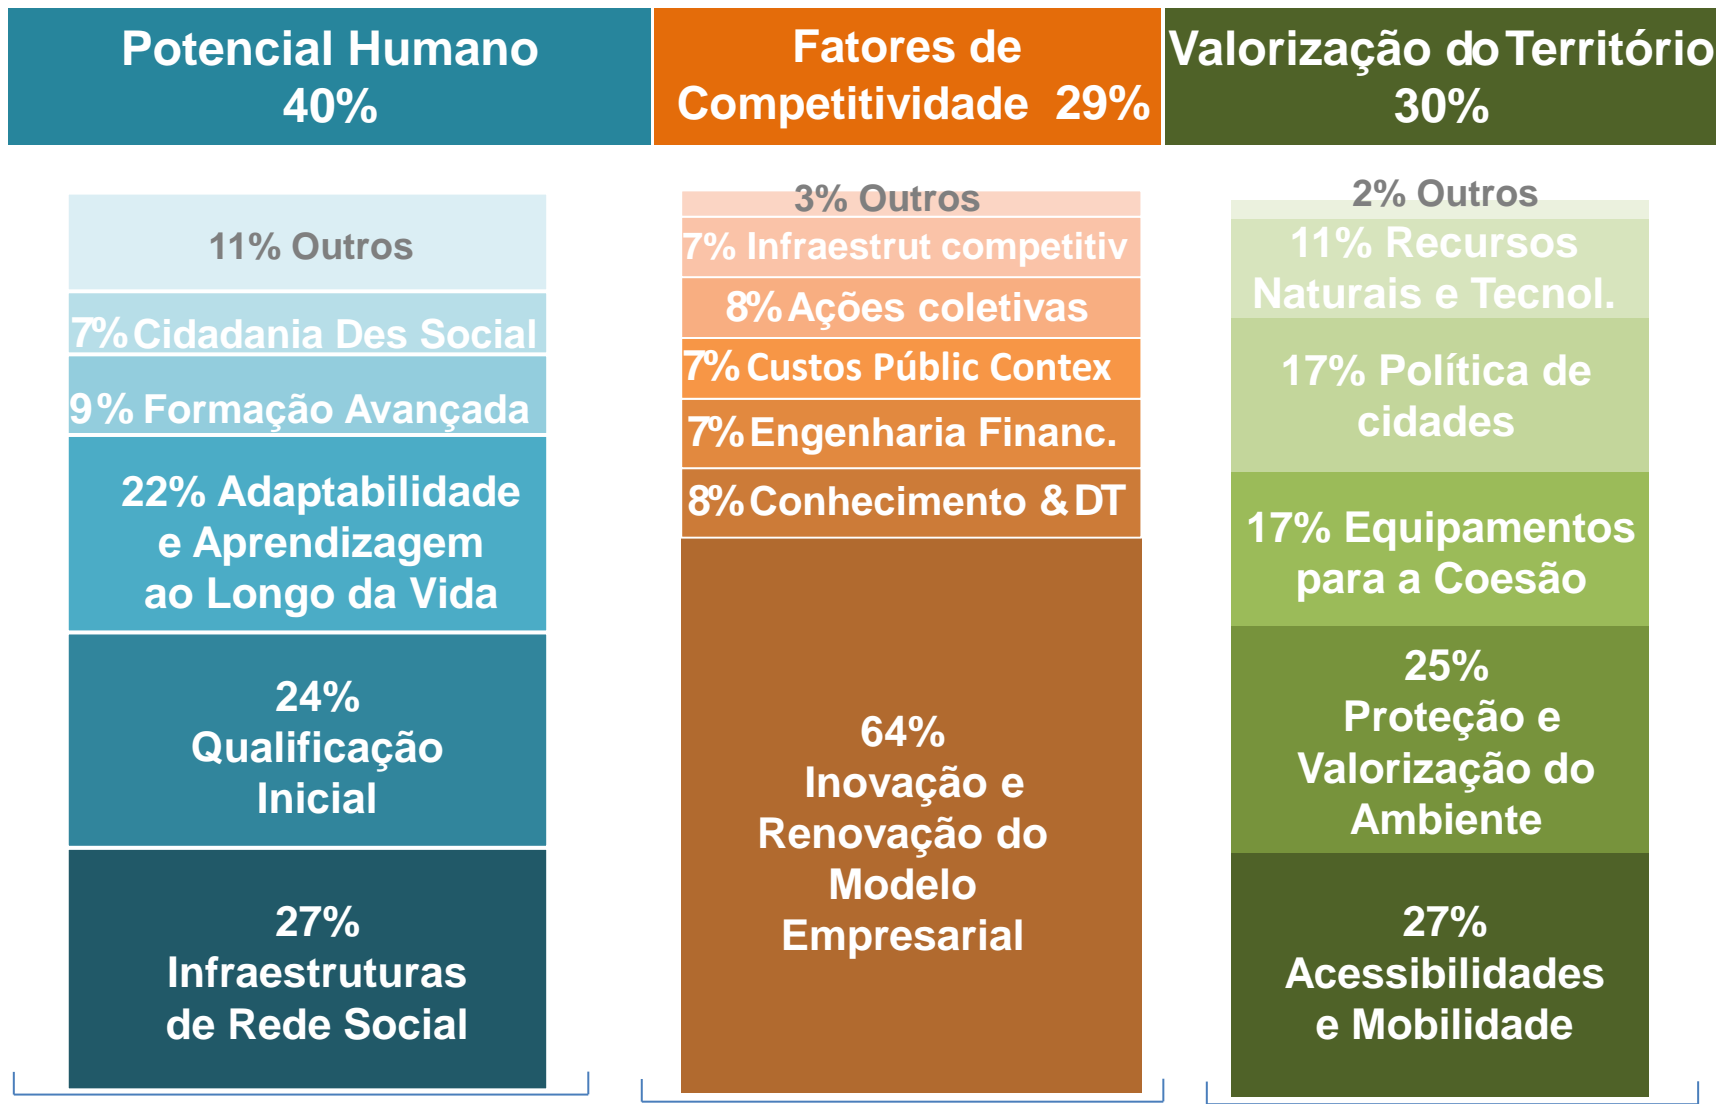 Potencial Humano
40%
Fatores de
Competitividade 29%
Valorização do Território
30%
11% Outros
7% Cidadania Des Social
9% Formação Avançada
22% Adaptabilidade
e Aprendizagem
ao Longo da Vida
24%
Qualificação
Inicial
27%
Infraestruturas
de Rede Social
3% Outros
7% Infraestrut competitiv
8% Ações coletivas
7% Custos Públic Contex
7% Engenharia Financ.
8% Conhecimento & DT
64%
Inovação e
Renovação do
Modelo
Empresarial
2% Outros
11% Recursos
Naturais e Tecnol.
17% Política de
cidades
17% Equipamentos
para a Coesão
25%
Proteção e
Valorização do
Ambiente
27%
Acessibilidades
e Mobilidade